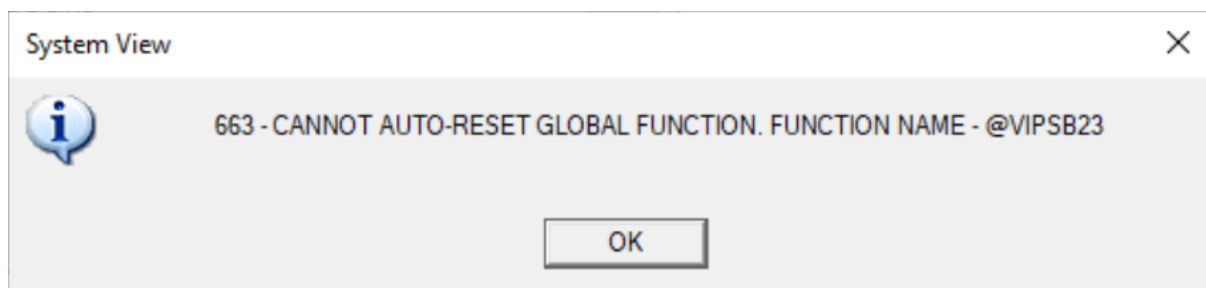 System View
663 - CANNOT AUTO-RESET GLOBAL FUNCTION. FUNCTION NAME - @VIPSB23
OK